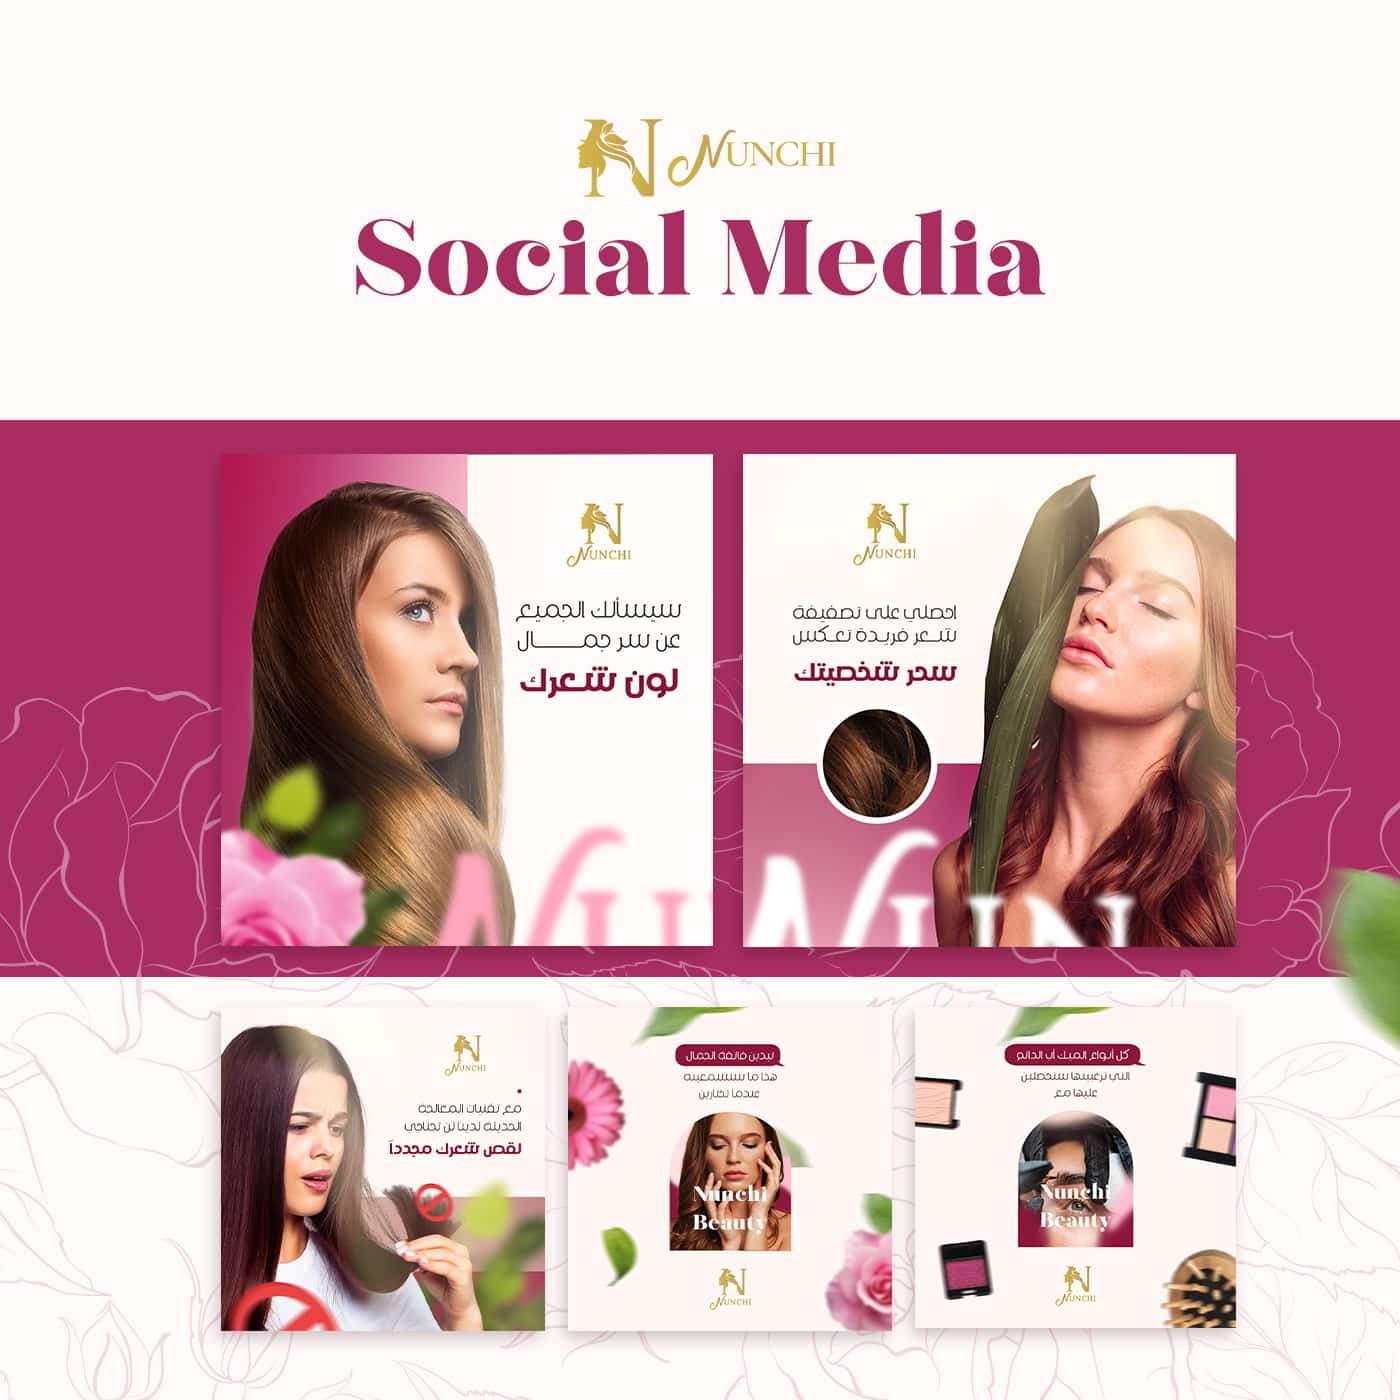 NUNCHI
Social Media
NUNCHI
سيسألك الجميع
عن سر جمـــــال
لون شعرك
NUNCHI
احصلي على تصفيفة
شعر فريدة تعكس
سحر شخصيتك
NUNCHI
مع تقنيات المعالجة
الحديثة لدينا لن تحتاجي
لقص شعرك مجدداً
تبدين فائقة الجمال
هذا ما ستسمعينه
عندما تختارين
Nunchi
Beauty
NUNCHI
كل أنواع الميك أب الدائم
التي ترغبينها ستحصلين
عليها مع
Nunchi
Beauty
NUNCHI